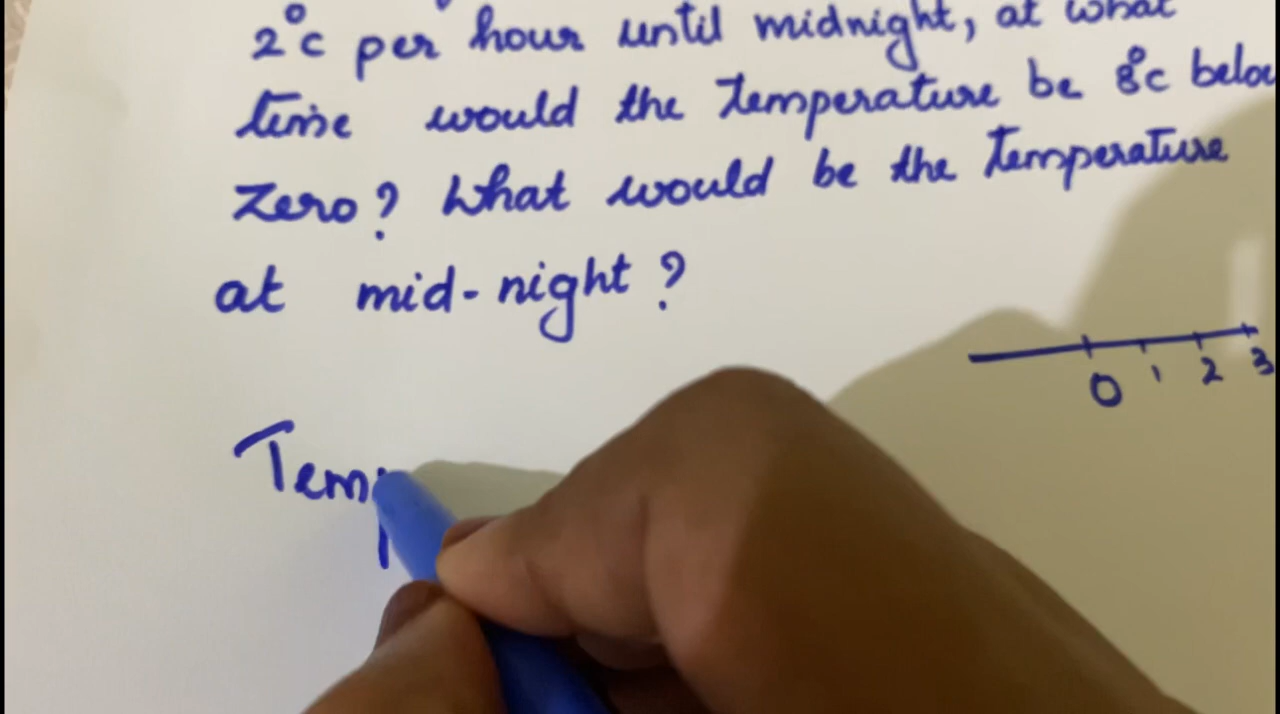 2°c per hour until midnight, at what
time would the temperature be 8°c below
Zero? What would be the temperature
at mid-night?
0 1 2 3
Temp